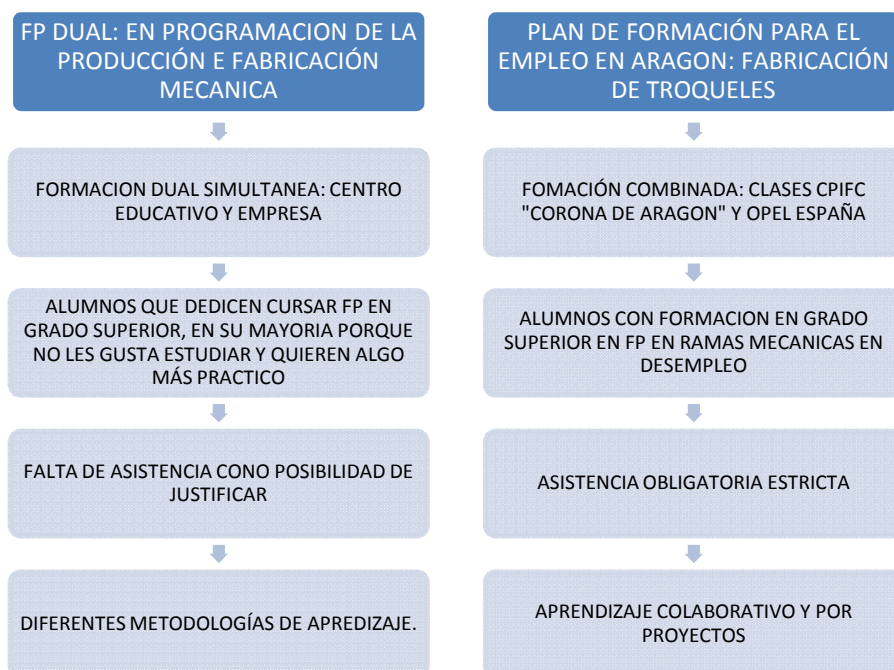 FP DUAL: EN PROGRAMACION DE LA
PRODUCCIÓN E FABRICACIÓN
MECANICA
FORMACION DUAL SIMULTANEA: CENTRO
EDUCATIVO Y EMPRESA
ALUMNOS QUE DEDICEN CURSAR FP EN
GRADO SUPERIOR, EN SU MAYORIA PORQUE
NO LES GUSTA ESTUDIAR Y QUIEREN ALGO
MÁS PRACTICO
FALTA DE ASISTENCIA CONO POSIBILIDAD DE
JUSTIFICAR
DIFERENTES METODOLOGÍAS DE APREDIZAJE.
PLAN DE FORMACIÓN PARA EL
EMPLEO EN ARAGON: FABRICACIÓN
DE TROQUELES
FOMACIÓN COMBINADA: CLASES CPIFC
"CORONA DE ARAGON" Y OPEL ESPAÑA
ALUMNOS CON FORMACION EN GRADO
SUPERIOR EN FP EN RAMAS MECANICAS EN
DESEMPLEO
ASISTENCIA OBLIGATORIA ESTRICTA
APRENDIZAJE COLABORATIVO Y POR
PROYECTOS